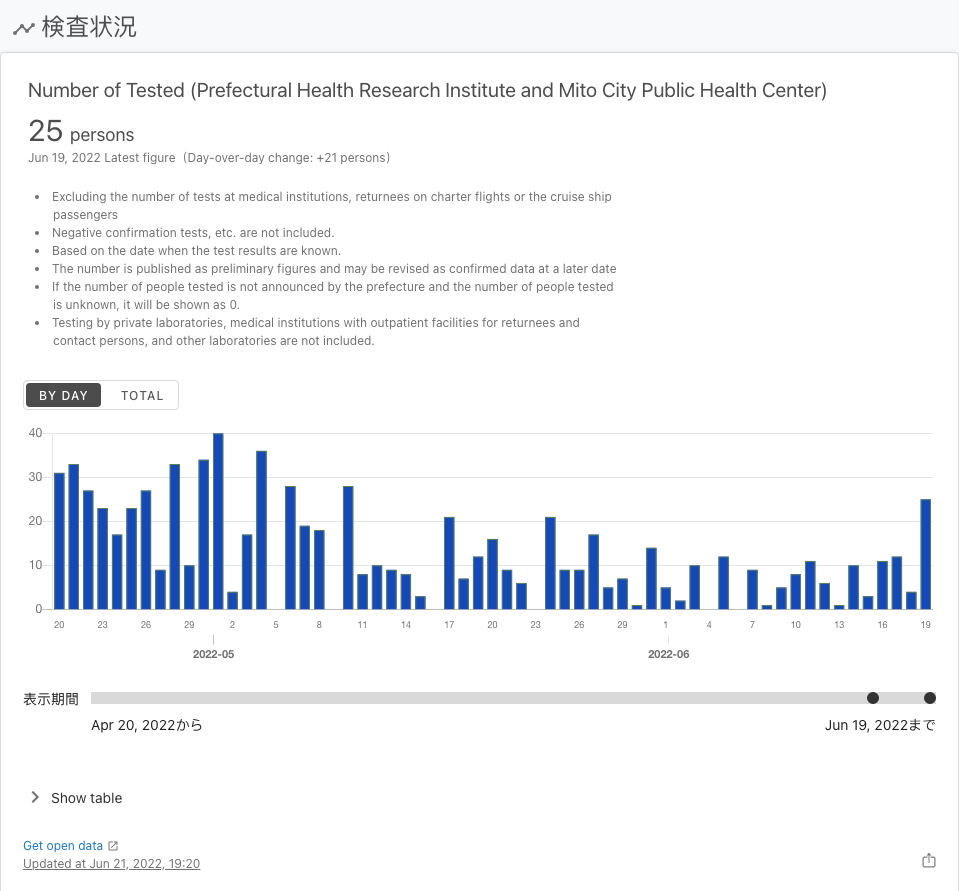 検査状況
Number of Tested (Prefectural Health Research Institute and Mito City Public Health Center)
25 persons
Jun 19, 2022 Latest figure (Day-over-day change: +21 persons)
• Excluding the number of tests at medical institutions, returnees on charter flights or the cruise ship
passengers
• Negative confirmation tests, etc. are not included.
• Based on the date when the test results are known.
• The number is published as preliminary figures and may be revised as confirmed data at a later date
• If the number of people tested is not announced by the prefecture and the number of people tested
is unknown, it will be shown as 0.
• Testing by private laboratories, medical institutions with outpatient facilities for returnees and
contact persons, and other laboratories are not included.
BY DAY TOTAL
40
30
20
10
0
20 23 26 29 2 5 8 11 14 17 20 23 26 29 1 4 7 10 13 16 19
2022-05 2022-06
表示期間
Apr 20, 2022から Jun 19, 2022まで
Show table
Get open data
Updated at Jun 21, 2022, 19:20